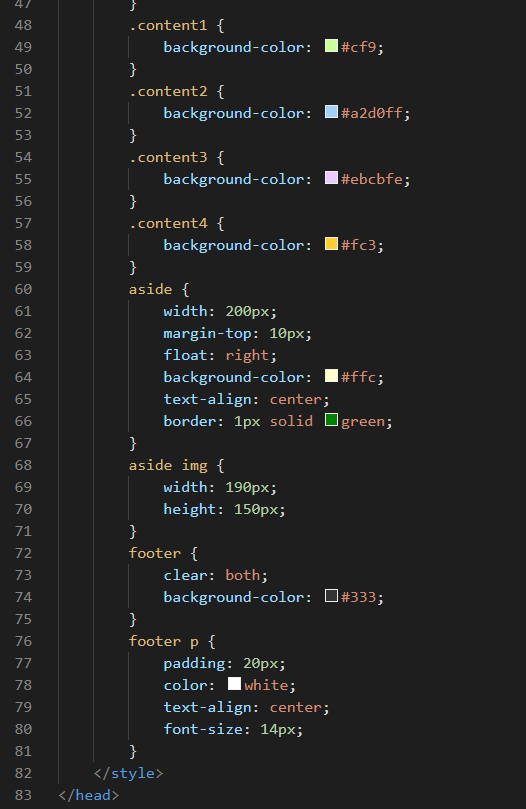 47 }
48 .content1 {
49 background-color: #cf9;
50 }
51 .content2 {
52 background-color: #a2d0ff;
53 }
54 .content3 {
55 background-color: #ebcbfe;
56 }
57 .content4 {
58 background-color: #fc3;
59 }
60 aside {
61 width: 200px;
62 margin-top: 10px;
63 float: right;
64 background-color: #ffc;
65 text-align: center;
66 border: 1px solid green;
67 }
68 aside img {
69 width: 190px;
70 height: 150px;
71 }
72 footer {
73 clear: both;
74 background-color: #333;
75 }
76 footer p {
77 padding: 20px;
78 color: white;
79 text-align: center;
80 font-size: 14px;
81 }
82 </style>
83 </head>